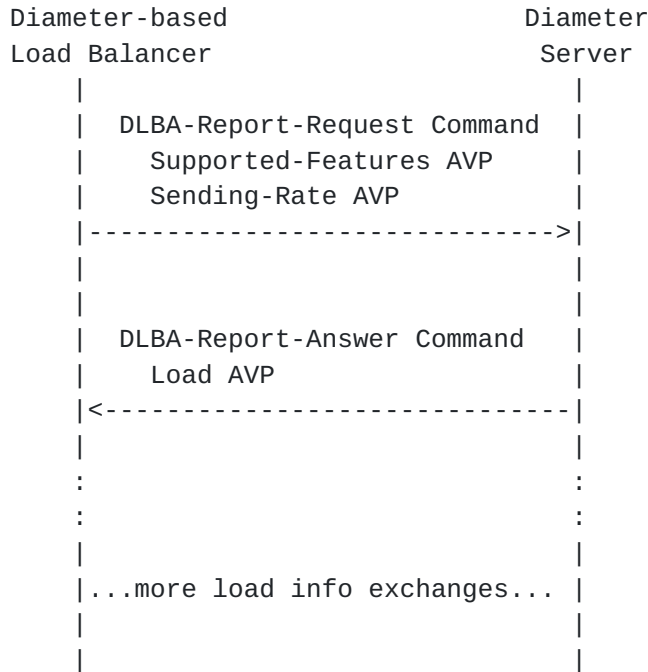 Diameter-based Diameter
Load Balancer Server
DLBA-Report-Request Command
Supported-Features AVP
Sending-Rate AVP
DLBA-Report-Answer Command
Load AVP
...more load info exchanges...